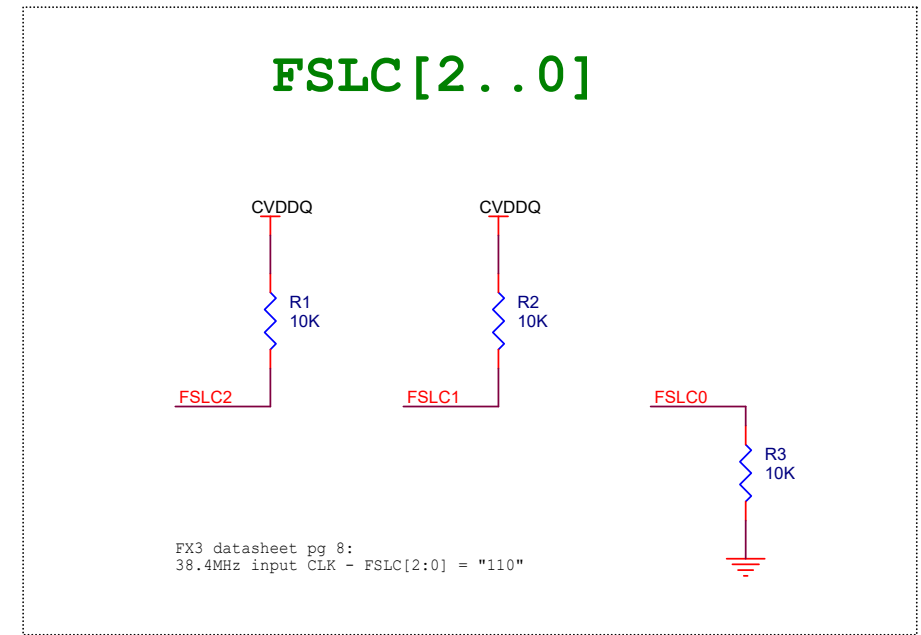 FSLC[2..0]
CVDDQ
CVDDQ
R1
10K
R2
10K
FSLC2
FSLC1
FSLC0
R3
10K
FX3 datasheet pg 8:
38.4MHz input CLK - FSLC[2:0] = "110"